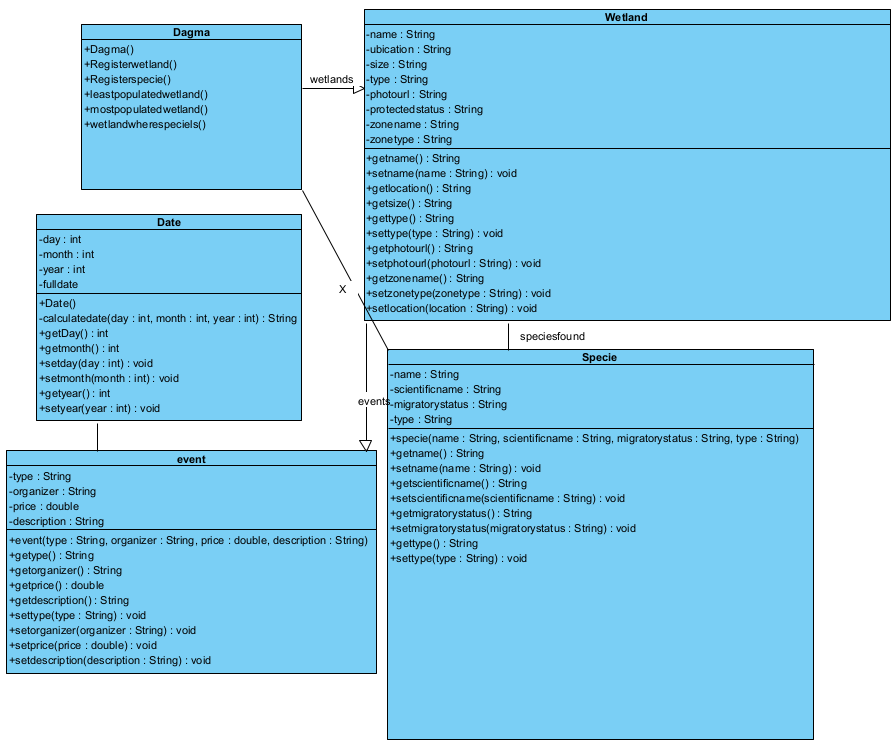 Dagma
+Dagma()
+Registerwetland()
+Registerspecie()
+leastpopulatedwetland()
+mostpopulatedwetland()
+wetlandwherespecieIs()
wetlands
Wetland
-name : String
-ubication : String
-size : String
-type : String
-photourl : String
-protectedstatus : String
-zonename : String
-zonetype : String
+getname() : String
+setname(name : String) : void
+getlocation() : String
+getsize() : String
+gettype() : String
+settype(type : String) : void
+getphotourl() : String
+setphotourl(photourl : String) : void
+getzonename() : String
+setzonetype(zonetype : String) : void
+setlocation(location : String) : void
Date
-day : int
-month : int
-year : int
-fulldate
+Date()
-calculatedate(day : int, month : int, year : int) : String
+getDay() : int
+getmonth() : int
+setday(day : int) : void
+setmonth(month : int) : void
+getyear() : int
+setyear(year : int) : void
X
speciesfound
events
Specie
-name : String
-scientificname : String
-migratorystatus : String
-type : String
+specie(name : String, scientificname : String, migratorystatus : String, type : String)
+getname() : String
+setname(name : String) : void
+getscientificname() : String
+setscientificname(scientificname : String) : void
+getmigratorystatus() : String
+setmigratorystatus(migratorystatus : String) : void
+gettype() : String
+settype(type : String) : void
event
-type : String
-organizer : String
-price : double
-description : String
+event(type : String, organizer : String, price : double, description : String)
+getype() : String
+getorganizer() : String
+getprice() : double
+getdescription() : String
+settype(type : String) : void
+setorganizer(organizer : String) : void
+setprice(price : double) : void
+setdescription(description : String) : void